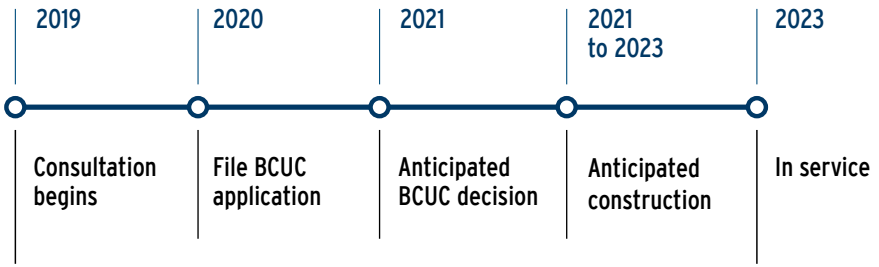 2019
2020
2021
2021
to 2023
2023
Consultation
begins
File BCUC
application
Anticipated
BCUC decision
Anticipated
construction
In service